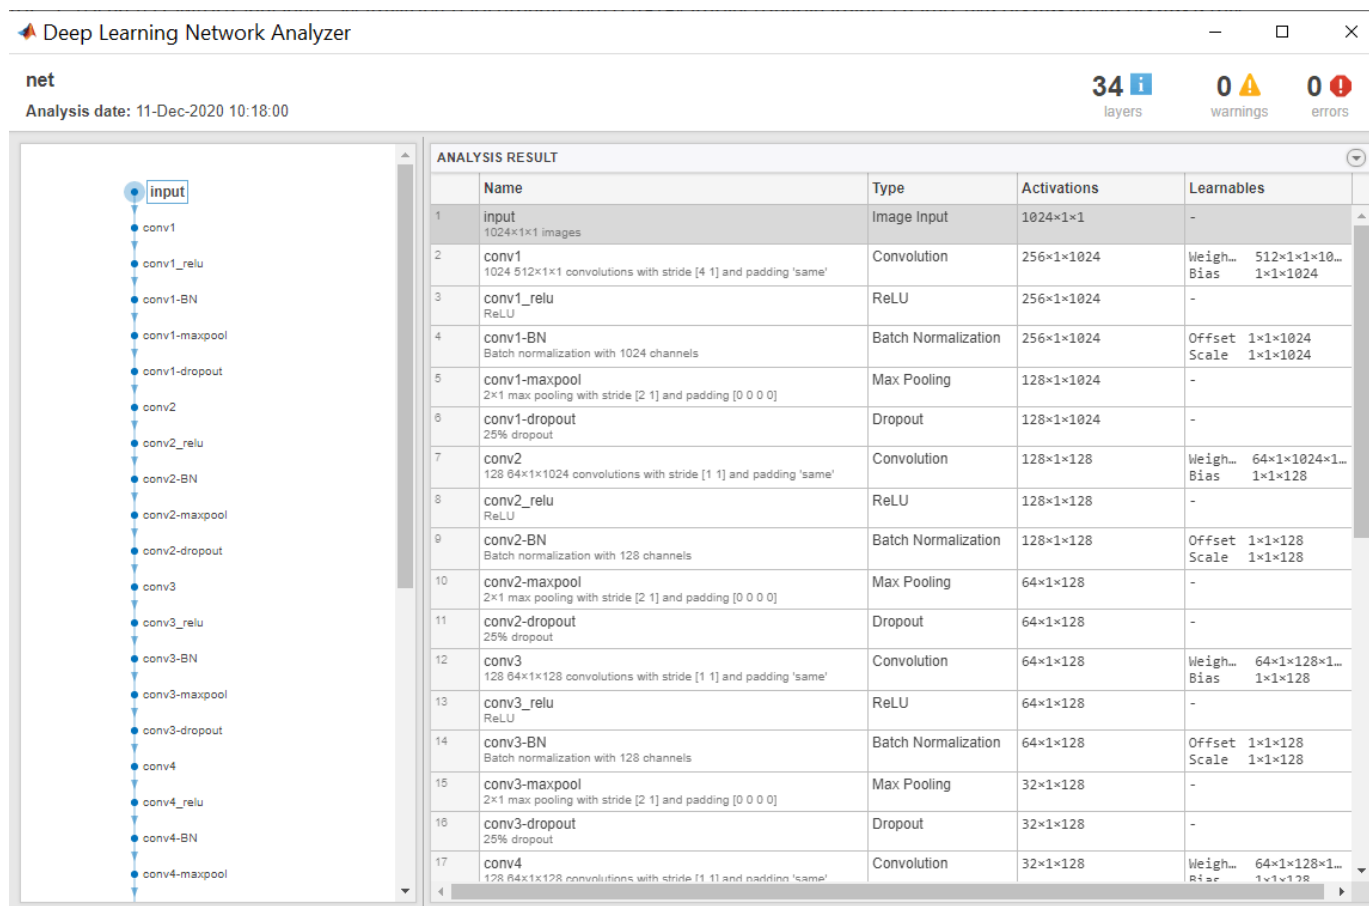 Deep Learning Network Analyzer
net
Analysis date: 11-Dec-2020 10:18:00
34 i
layers
0
warnings
0
errors
input
conv1
conv1_relu
conv1-BN
conv1-maxpool
conv1-dropout
conv2
conv2_relu
conv2-BN
conv2-maxpool
conv2-dropout
conv3
conv3_relu
conv3-BN
conv3-maxpool
conv3-dropout
conv4
conv4_relu
conv4-BN
conv4-maxpool
ANALYSIS RESULT
Name Type Activations Learnables
1 input Image Input 1024×1×1 -
1024×1×1 images
2 conv1 Convolution 256×1×1024 Weigh… 512×1×1×10…
1024 512×1×1 convolutions with stride [4 1] and padding 'same' Bias 1×1×1024
3 conv1_relu ReLU 256×1×1024 -
ReLU
4 conv1-BN Batch Normalization 256×1×1024 Offset 1×1×1024
Batch normalization with 1024 channels Scale 1×1×1024
5 conv1-maxpool Max Pooling 128×1×1024 -
2×1 max pooling with stride [2 1] and padding [0 0 0 0]
6 conv1-dropout Dropout 128×1×1024 -
25% dropout
7 conv2 Convolution 128×1×128 Weigh… 64×1×1024×1…
128 64×1×1024 convolutions with stride [1 1] and padding 'same' Bias 1×1×128
8 conv2_relu ReLU 128×1×128 -
ReLU
9 conv2-BN Batch Normalization 128×1×128 Offset 1×1×128
Batch normalization with 128 channels Scale 1×1×128
10 conv2-maxpool Max Pooling 64×1×128 -
2×1 max pooling with stride [2 1] and padding [0 0 0 0]
11 conv2-dropout Dropout 64×1×128 -
25% dropout
12 conv3 Convolution 64×1×128 Weigh… 64×1×128×1…
128 64×1×128 convolutions with stride [1 1] and padding 'same' Bias 1×1×128
13 conv3_relu ReLU 64×1×128 -
ReLU
14 conv3-BN Batch Normalization 64×1×128 Offset 1×1×128
Batch normalization with 128 channels Scale 1×1×128
15 conv3-maxpool Max Pooling 32×1×128 -
2×1 max pooling with stride [2 1] and padding [0 0 0 0]
16 conv3-dropout Dropout 32×1×128 -
25% dropout
17 conv4 Convolution 32×1×128 Weigh… 64×1×128×1…
128 64×1×128 convolutions with stride [1 1] and padding 'same' Bias 1×1×128